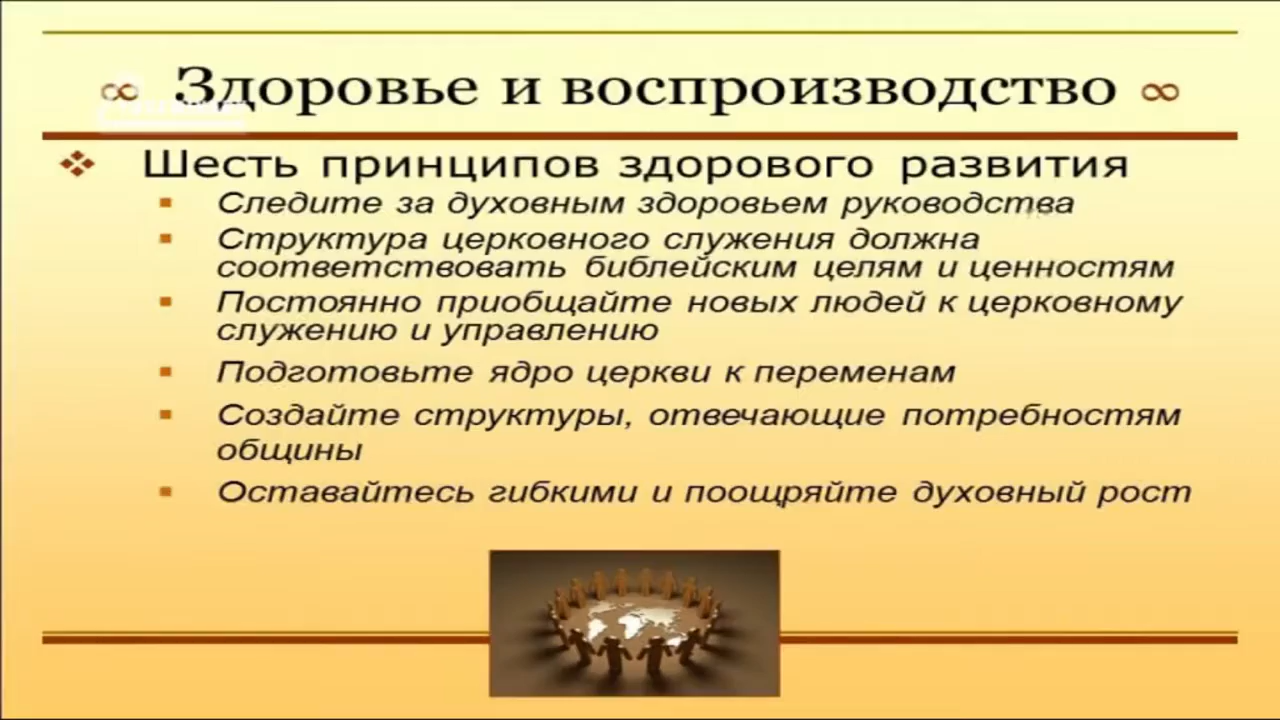 ∞ Здоровье и воспроизводство ∞
Шесть принципов здорового развития
Следите за духовным здоровьем руководства
Структура церковного служения должна
соответствовать библейским целям и ценностям
Постоянно приобщайте новых людей к церковному
служению и управлению
Подготовьте ядро церкви к переменам
Создайте структуры, отвечающие потребностям
общины
Оставайтесь гибкими и поощряйте духовный рост